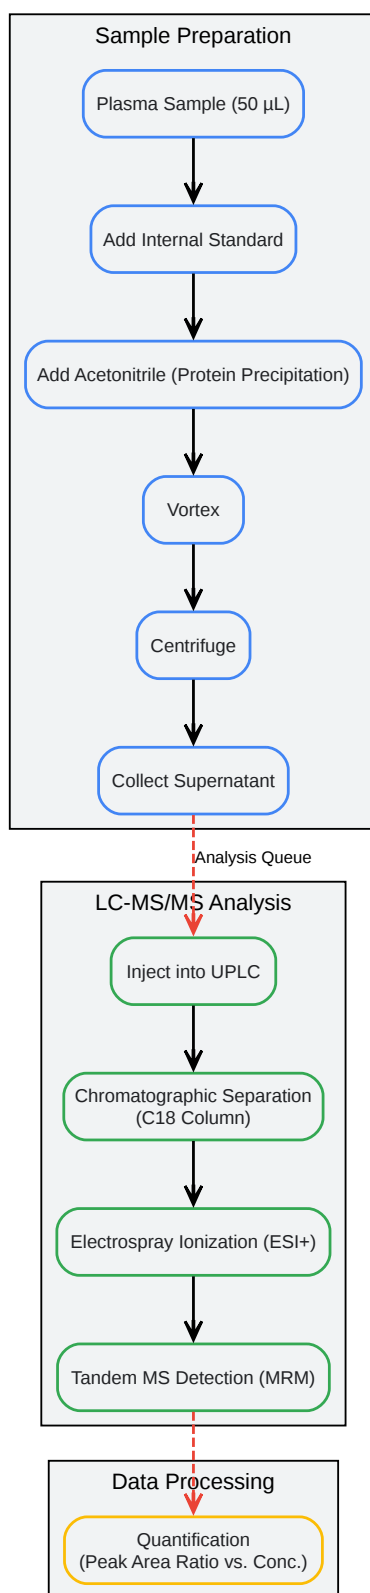 Sample Preparation
Plasma Sample (50 µL)
Add Internal Standard
Add Acetonitrile (Protein Precipitation)
Vortex
Centrifuge
Collect Supernatant
Analysis Queue
LC-MS/MS Analysis
Inject into UPLC
Chromatographic Separation
(C18 Column)
Electrospray Ionization (ESI+)
Tandem MS Detection (MRM)
Data Processing
Quantification
(Peak Area Ratio vs. Conc.)